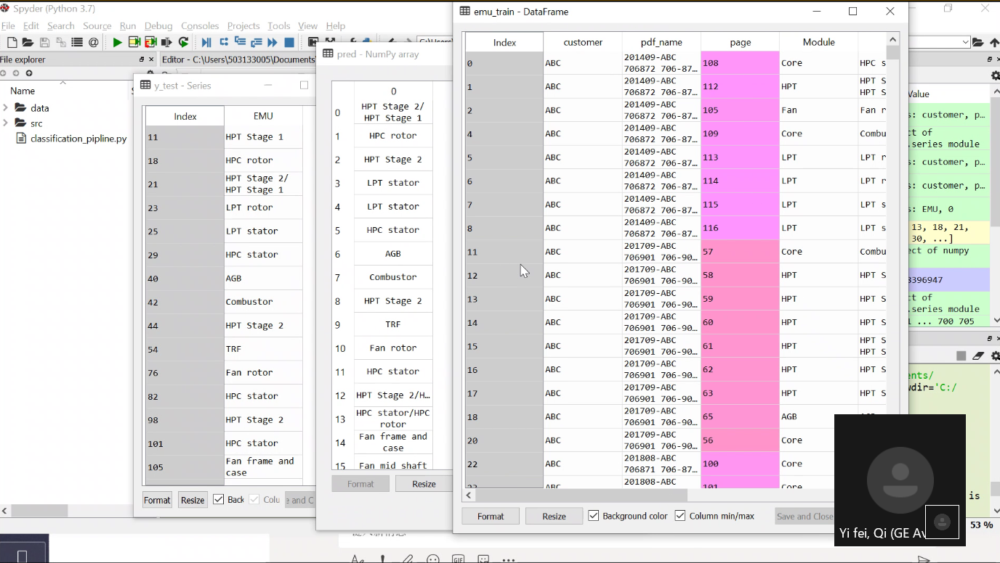 Spyder (Python 3.7)
File Edit Search Source Run Debug Consoles Projects Tools View Help
File explorer
Name
data
src
classification_pipline.py
Editor - C:\Users\503133005\Documents
y_test - Series
Index EMU
11 HPT Stage 1
18 HPC rotor
21 HPT Stage 2/
HPT Stage 1
23 LPT rotor
25 LPT stator
29 HPC stator
40 AGB
42 Combustor
44 HPT Stage 2
54 TRF
76 Fan rotor
82 HPC stator
98 HPT Stage 2
101 HPC stator
105 Fan frame and
case
Format Resize Back Colu e and C
pred - NumPy array
0
0 HPT Stage 2/
HPT Stage 1
1 HPC rotor
2 HPT Stage 2
3 LPT stator
4 LPT stator
5 HPC stator
6 AGB
7 Combustor
8 HPT Stage 2
9 TRF
10 Fan rotor
11 HPC stator
12 HPT Stage 2/H…
13 HPC stator/HPC
rotor
14 Fan frame and
case
15 Fan mid shaft
Format Resize
emu_train - DataFrame
Index customer pdf_name page Module
0 ABC 201409-ABC
706872 706-87… 108 Core HPC s
1 ABC 201409-ABC
706872 706-87… 112 HPT HPT S
HPT S
2 ABC 201409-ABC
706872 706-87… 105 Fan Fan r
4 ABC 201409-ABC
706872 706-87… 109 Core Combu
5 ABC 201409-ABC
706872 706-87… 113 LPT LPT r
6 ABC 201409-ABC
706872 706-87… 114 LPT LPT r
7 ABC 201409-ABC
706872 706-87… 115 LPT LPT s
8 ABC 201409-ABC
706872 706-87… 116 LPT LPT s
11 ABC 201709-ABC
706901 706-90… 57 Core Combu
12 ABC 201709-ABC
706901 706-90… 58 HPT HPT S
13 ABC 201709-ABC
706901 706-90… 59 HPT HPT S
14 ABC 201709-ABC
706901 706-90… 60 HPT HPT S
15 ABC 201709-ABC
706901 706-90… 61 HPT HPT S
HPT S
16 ABC 201709-ABC
706901 706-90… 62 HPT HPT S
17 ABC 201709-ABC
706901 706-90… 63 HPT HPT S
18 ABC 201709-ABC
706901 706-90… 65 AGB
20 ABC 201709-ABC
706901 706-90… 56 Core
22 ABC 201808-ABC
706871 706-87… 100 Core
23 ABC 201808-ABC 101 Core
Format Resize Background color Column min/max Save and Close
Value
s: customer, p…
ct of
.series module
s: customer, p…
s: customer, p…
s: EMU, 0
13, 18, 21,
30, ...]
ect of numpy
8396947
ct of
.series module
1 ... 700 705
ents/
wdir='C:/
is
53 %
Yi fei, Qi (GE Av
GIF